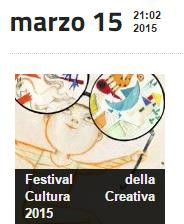 marzo 15 21:02
2015
Festival della
Cultura Creativa
2015